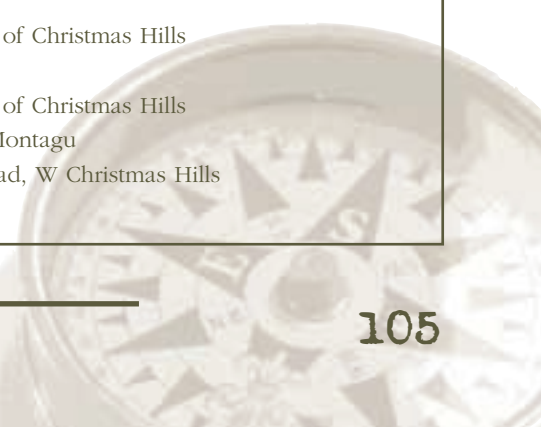 of Christmas Hills
of Christmas Hills
Montagu
ad, W Christmas Hills
S
E
105